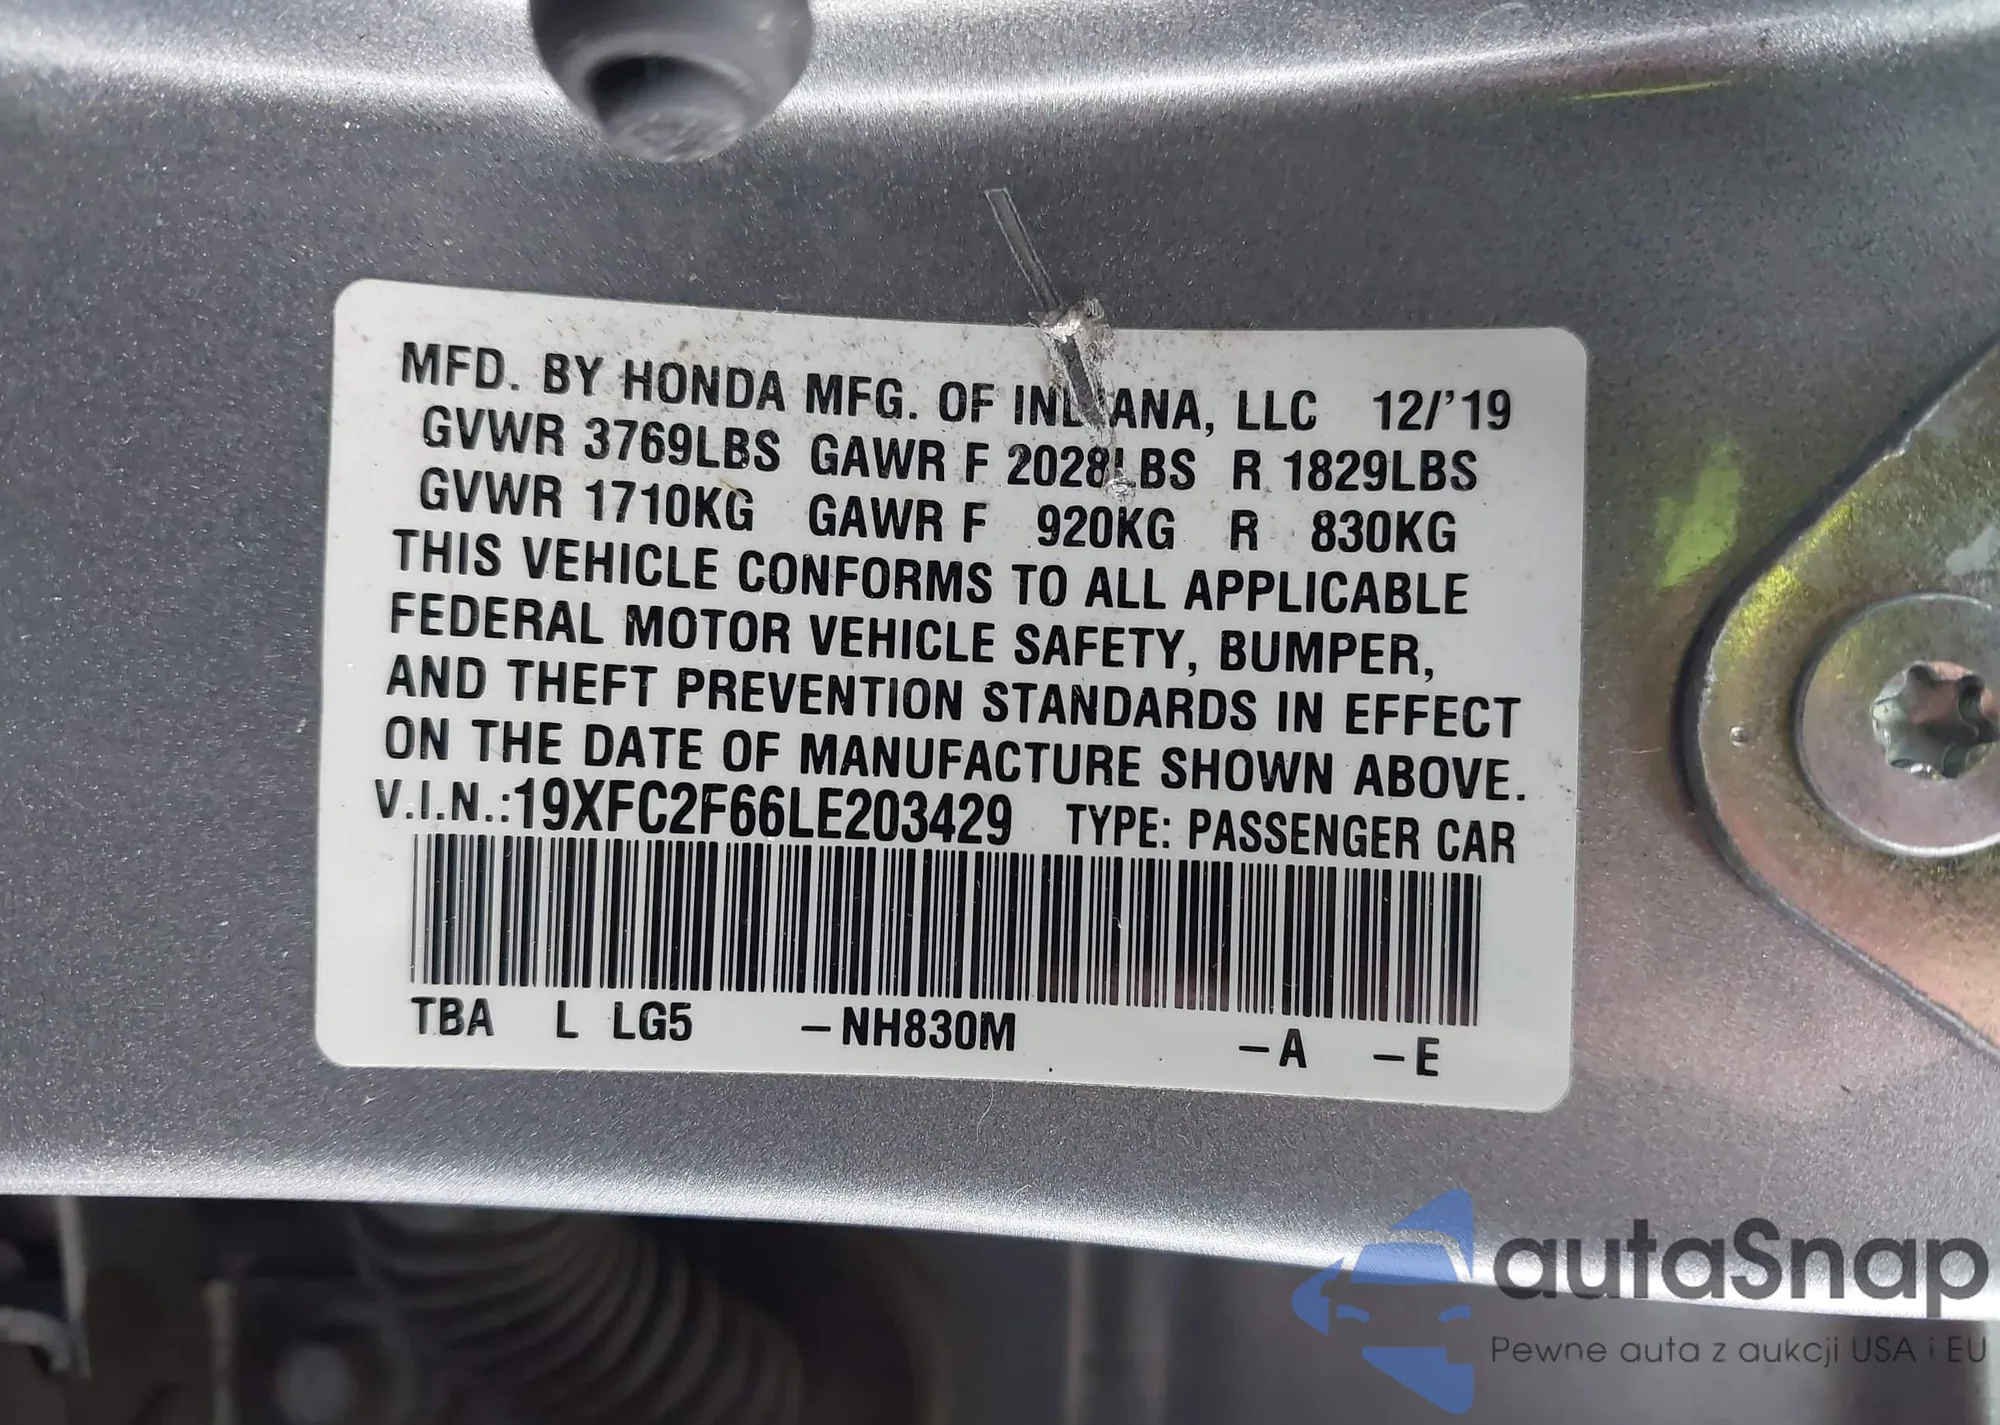 MFD. BY HONDA MFG. OF INDIANA, LLC 12/'19
GVWR 3769LBS GAWR F 2028LBS R 1829LBS
GVWR 1710KG GAWR F 920KG R 830KG
THIS VEHICLE CONFORMS TO ALL APPLICABLE
FEDERAL MOTOR VEHICLE SAFETY, BUMPER,
AND THEFT PREVENTION STANDARDS IN EFFECT
ON THE DATE OF MANUFACTURE SHOWN ABOVE.
V.I.N.:19XFC2F66LE203429 TYPE: PASSENGER CAR
TBA L LG5 –NH830M –A –E
autaSnap
Pewne auta z aukcji USA i EU